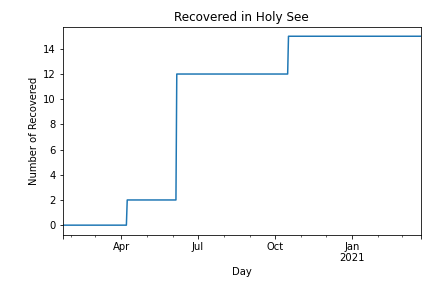 Recovered in Holy See
Number of Recovered
14
12
10
8
6
4
2
0
Apr
Jul
Oct
Jan
2021
Day